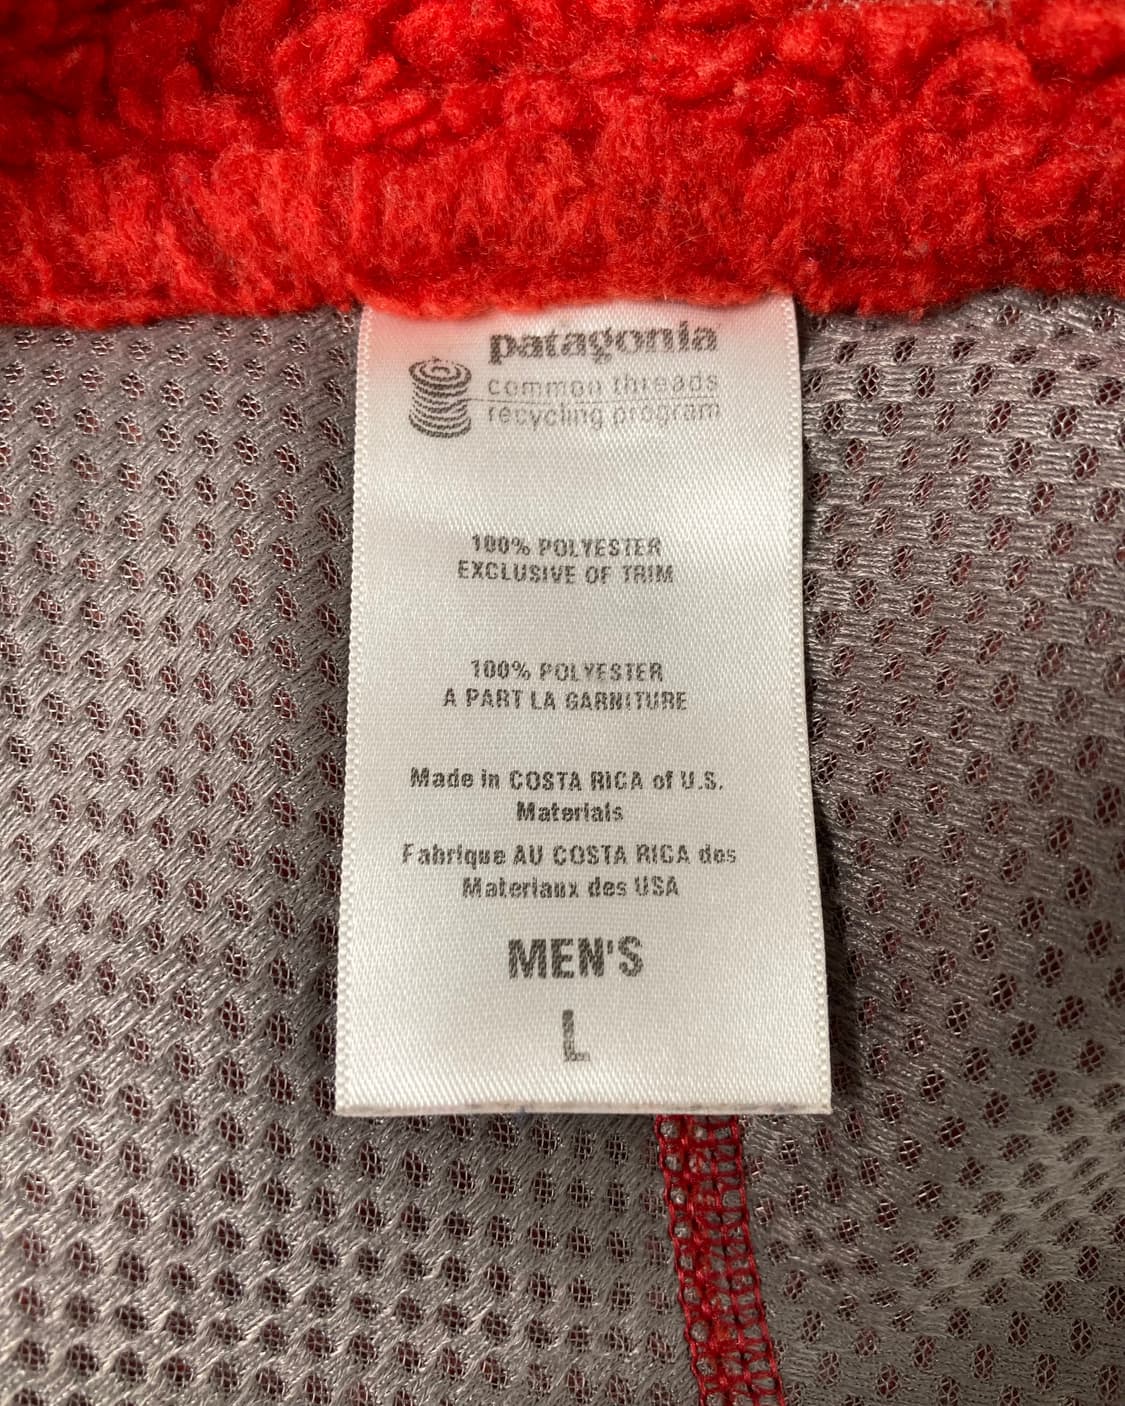 patagonia
common threads
recycling program
100% POLYESTER
EXCLUSIVE OF TRIM
100% POLYESTER
A PART LA GARNITURE
Made in COSTA RICA of U.S.
Materials
Fabrique AU COSTA RICA des
Materiaux des USA
MEN'S
L